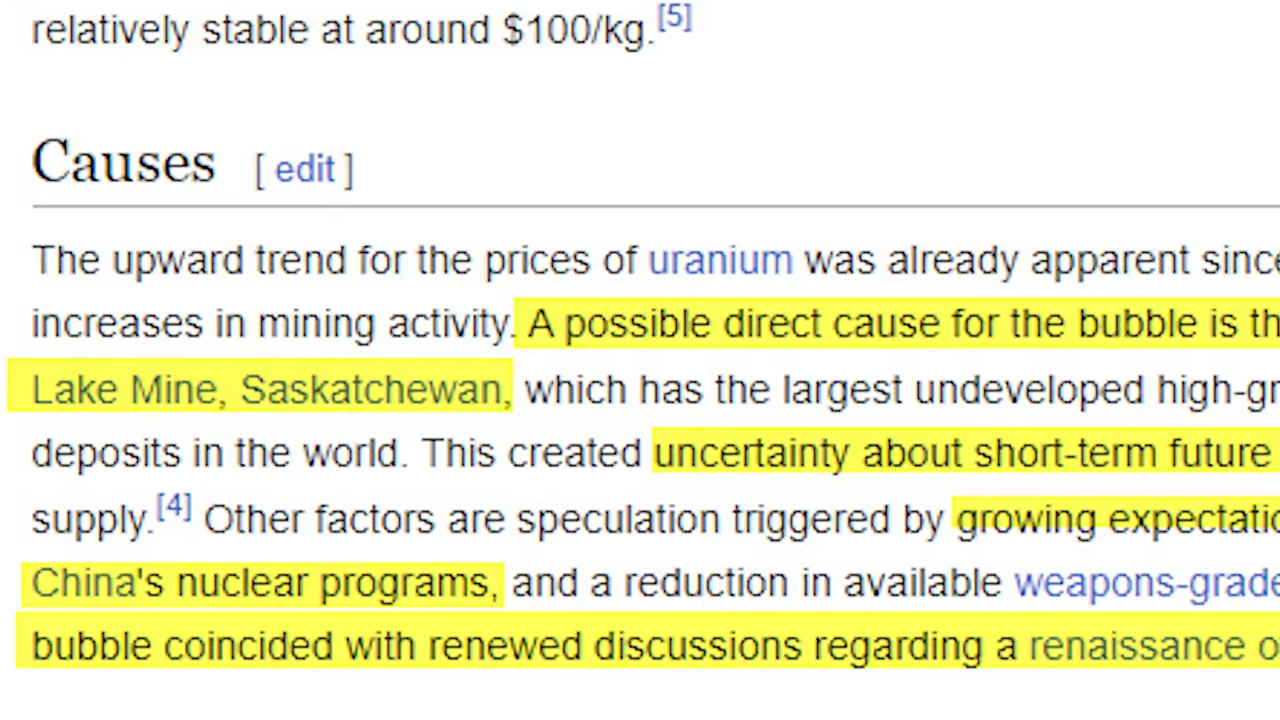 relatively stable at around $100/kg.[5]
Causes [ edit ]
The upward trend for the prices of uranium was already apparent since
increases in mining activity. A possible direct cause for the bubble is th
Lake Mine, Saskatchewan, which has the largest undeveloped high-gr
deposits in the world. This created uncertainty about short-term future
supply.[4] Other factors are speculation triggered by growing expectatio
China's nuclear programs, and a reduction in available weapons-grade
bubble coincided with renewed discussions regarding a renaissance o